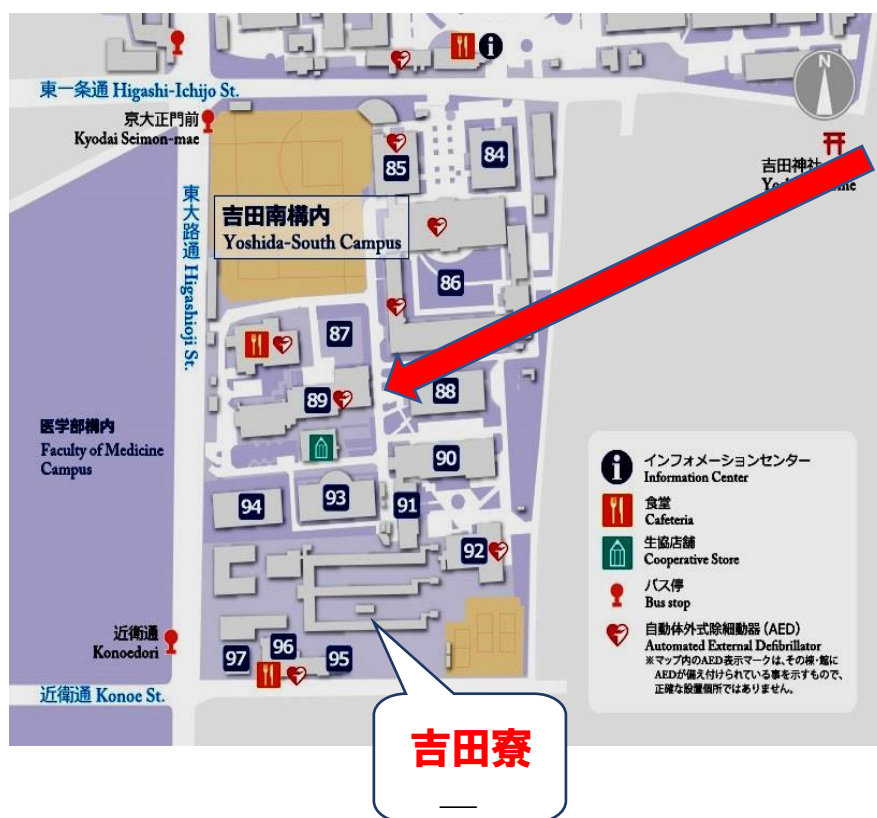 N
東一条通 Higashi-Ichijo St.
京大正門前
Kyodai Seimon-mae
吉田神社
東大路通 Higashioji St.
吉田南構内
Yoshida-South Campus
85
84
86
87
88
89
90
91
92
93
94
医学部構内
Faculty of Medicine
Campus
インフォメーションセンター
Information Center
食堂
Cafeteria
生協店舗
Cooperative Store
バス停
Bus stop
自動体外式除細動器(AED)
Automated External Defibrillator
※マップ内のAED表示マークは、その棟・館に
AEDが備え付けられている事を示すもので、
正確な設置個所ではありません。
近衛通
Konoedori
97
96
95
近衛通 Konoe St.
吉田寮